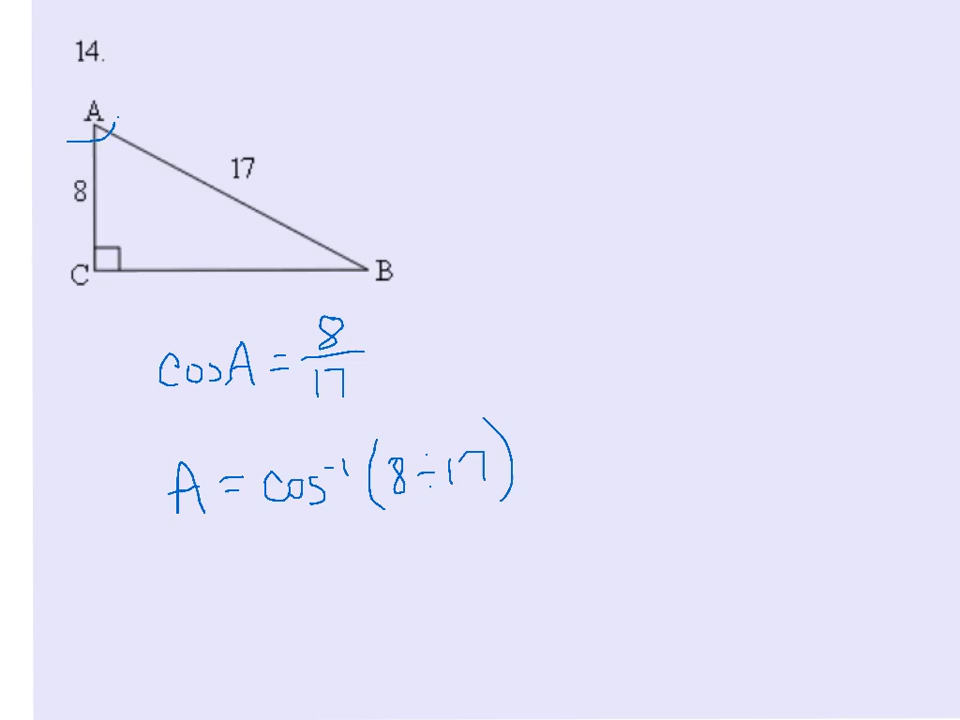 14.
A
17
8
C
B
cosA = 8/17
A = cos⁻¹(8÷17)